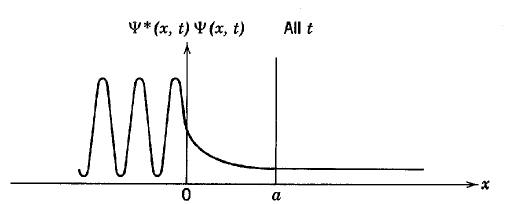 Ψ*(x, t) Ψ(x, t) All t
x
0 a